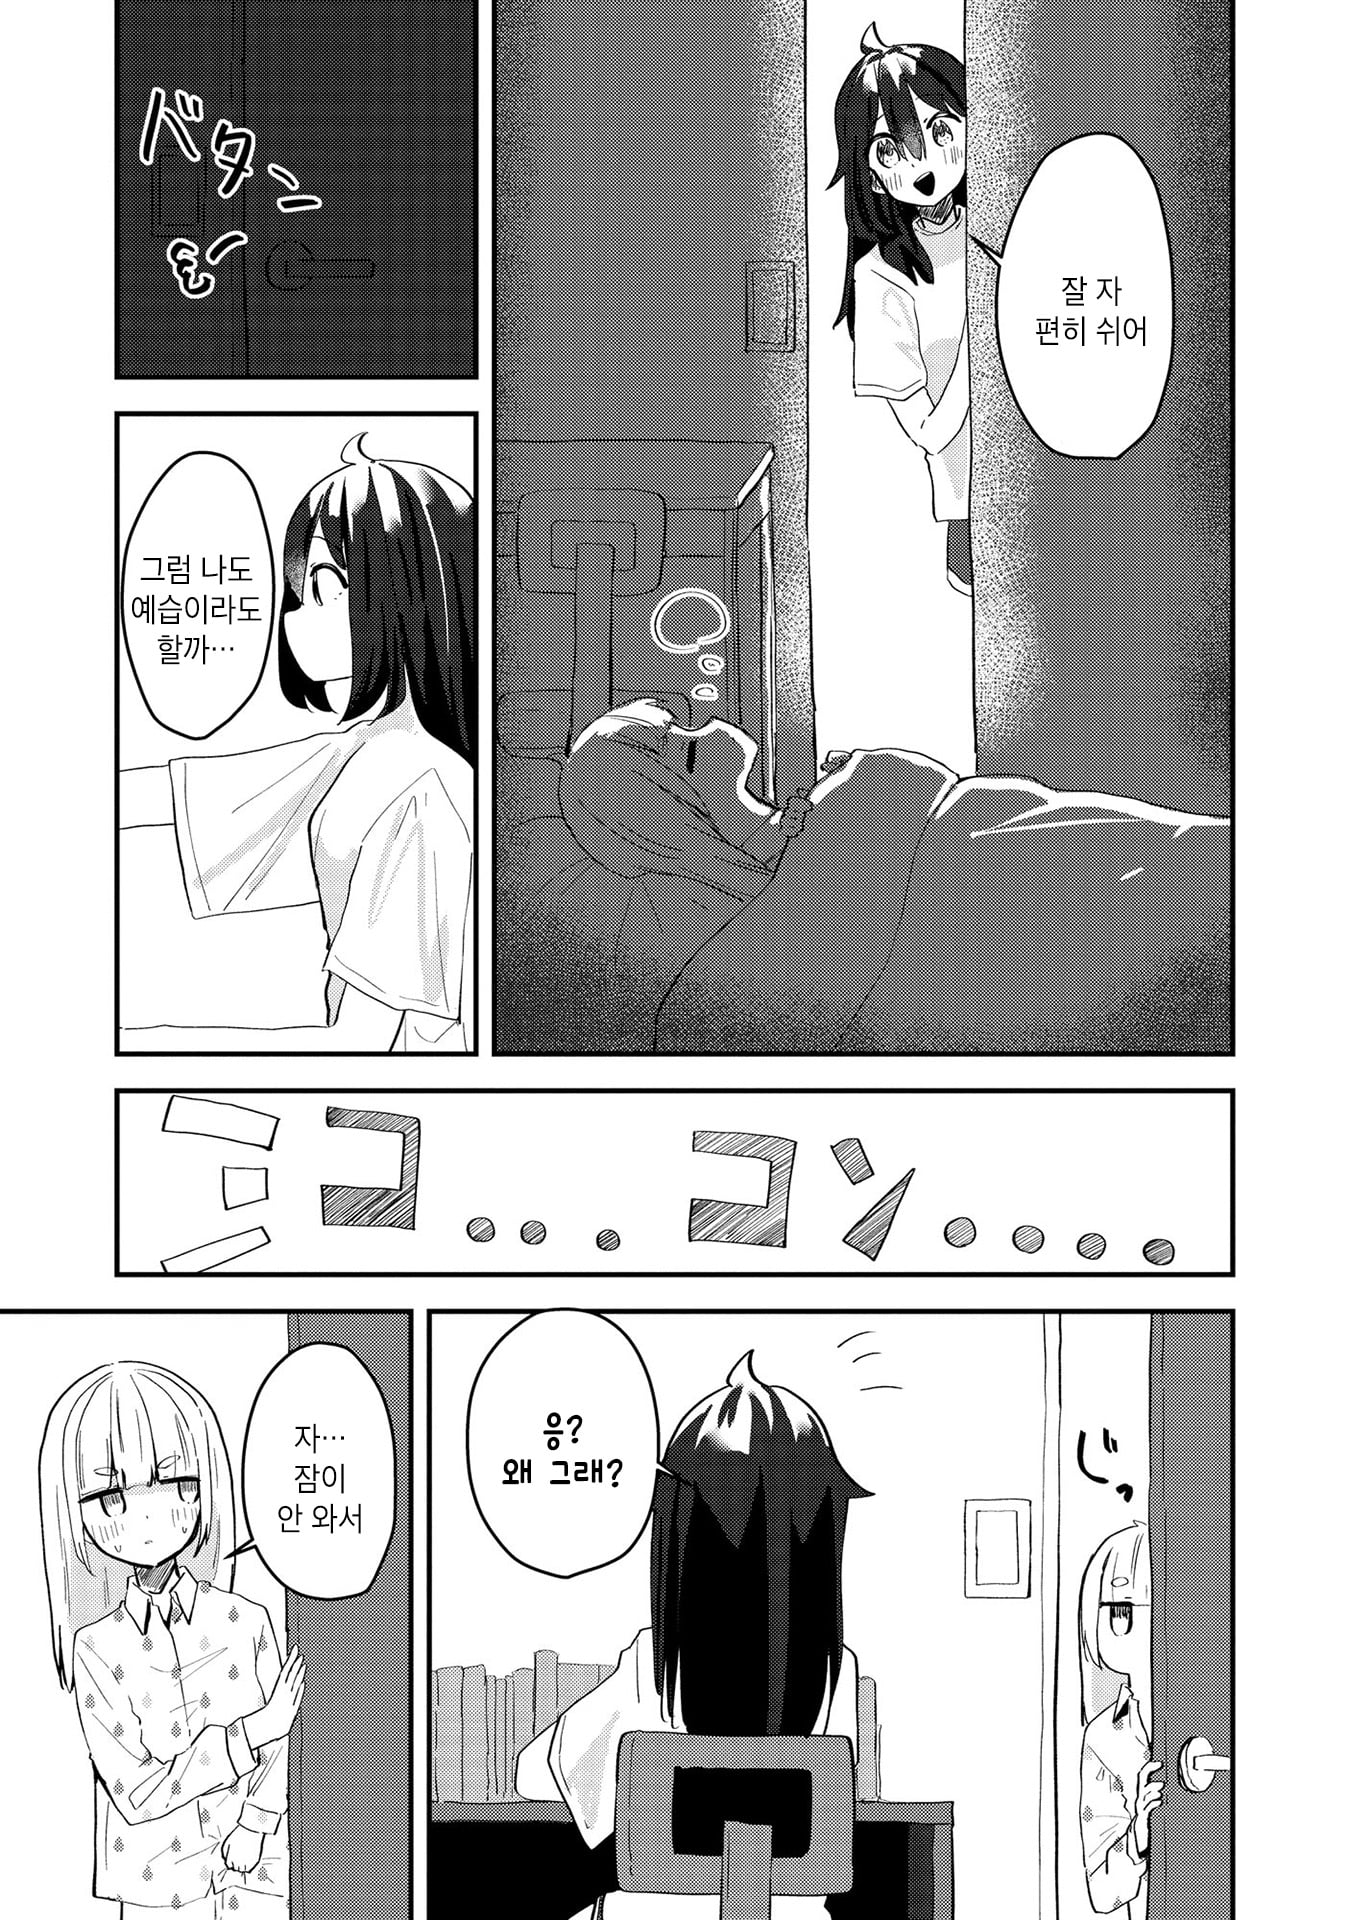 잘 자
편히 쉬어
バタン
그럼 나도
예습이라도
할까…
コ...コン....
じっ
응?
왜 그래?
자…
잠이
안 와서